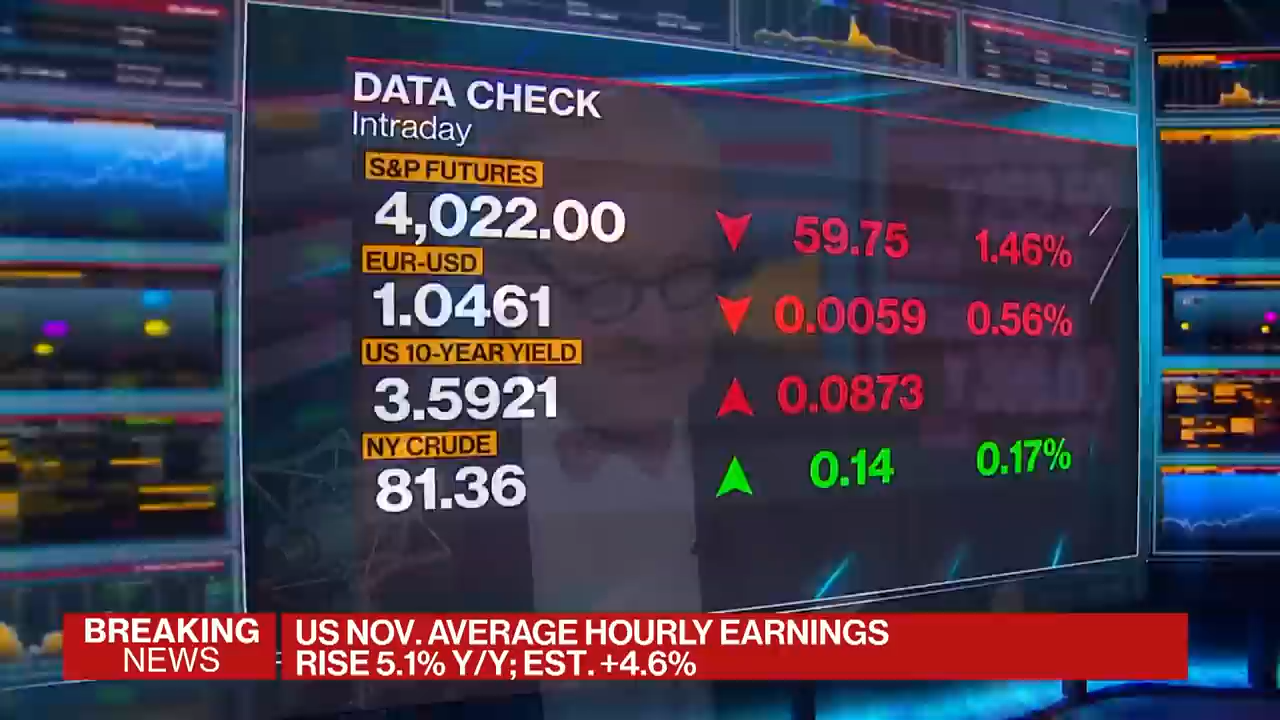 DATA CHECK
Intraday
S&P FUTURES
4,022.00 59.75 1.46%
EUR-USD
1.0461 0.0059 0.56%
US 10-YEAR YIELD
3.5921 0.0873
NY CRUDE
81.36 0.14 0.17%
BREAKING NEWS
US NOV. AVERAGE HOURLY EARNINGS
RISE 5.1% Y/Y; EST. +4.6%